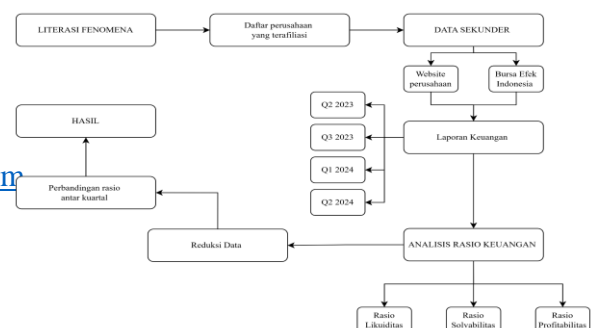 LITERASI FENOMENA
Daftar perusahaan
yang terafiliasi
DATA SEKUNDER
Website
perusahaan
Bursa Efek
Indonesia
Laporan Keuangan
Q2 2023
Q3 2023
Q1 2024
Q2 2024
ANALISIS RASIO KEUANGAN
Rasio
Likuiditas
Rasio
Solvabilitas
Rasio
Profitabilitas
Reduksi Data
Perbandingan rasio
antar kuartal
HASIL
m